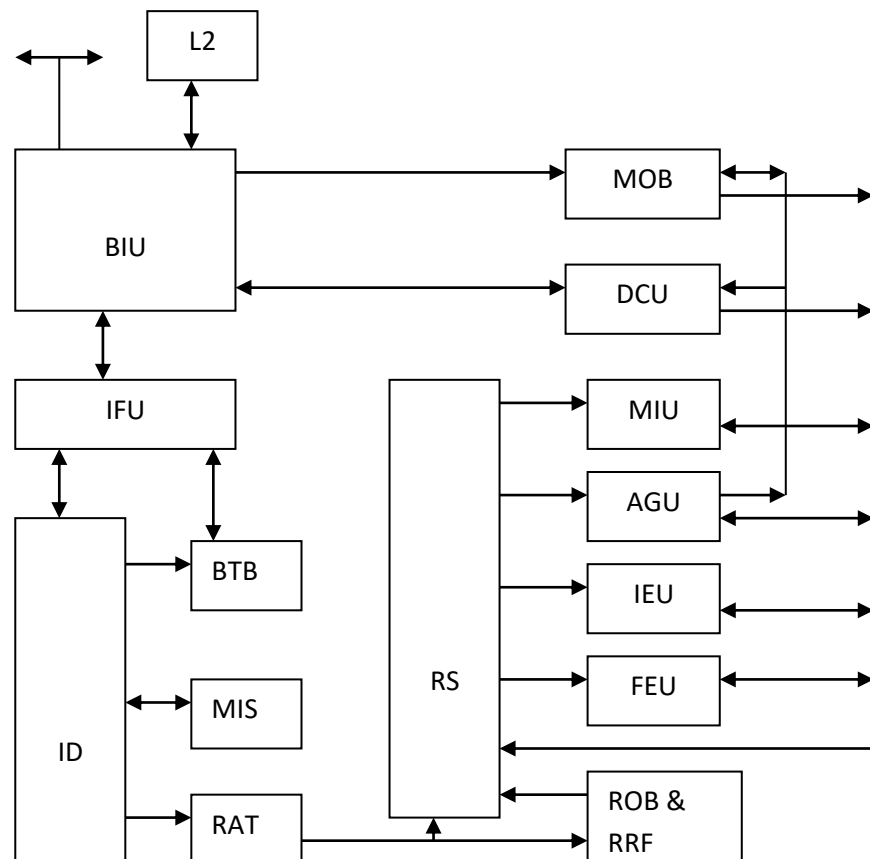 L2
MOB
BIU
DCU
IFU
MIU
AGU
BTB
IEU
RS
FEU
MIS
ID
RAT
ROB &
RRF